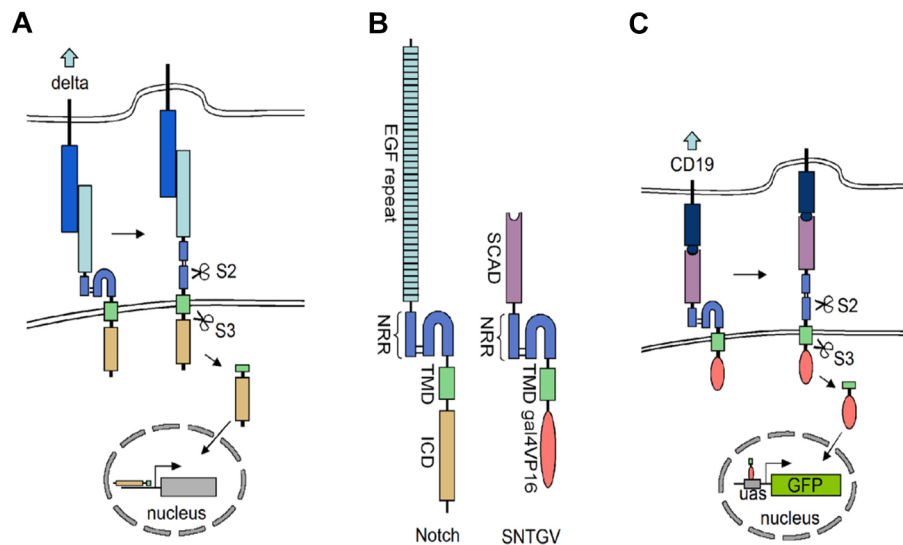 A
delta
S2
S3
nucleus
B
EGF repeat
NRR
TMD
ICD
Notch
SCAD
NRR
TMD
gal4VP16
SNTGV
C
CD19
S2
S3
uas
GFP
nucleus